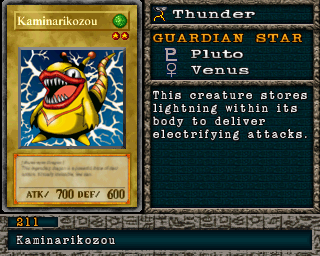 Kaminarikozou
ATK/ 700 DEF/ 600
Thunder
GUARDIAN STAR
Pluto
Venus
This creature stores
lightning within its
body to deliver
electrifying attacks.
211
Kaminarikozou